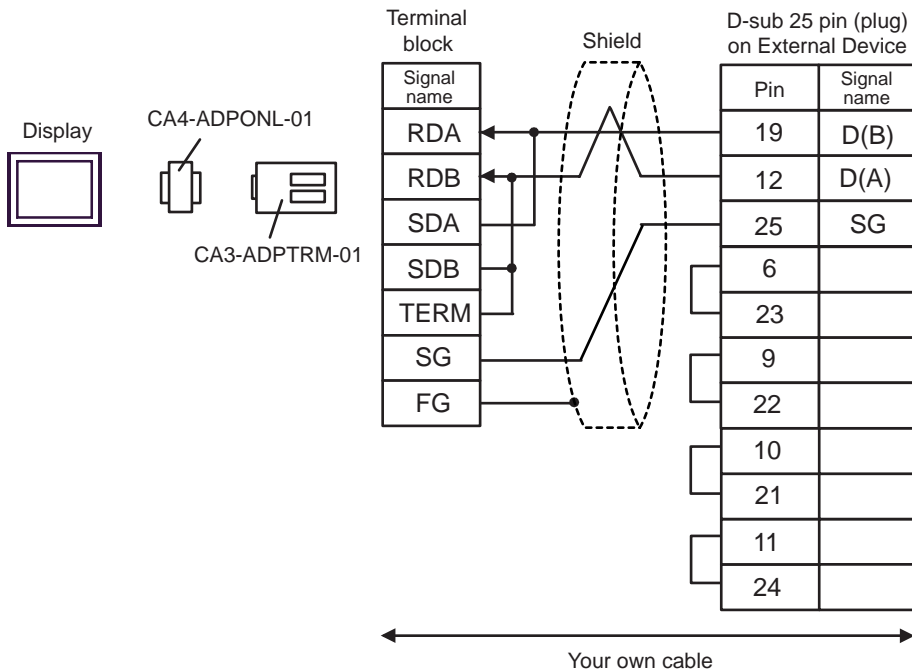 Display
CA4-ADPONL-01
CA3-ADPTRM-01
Terminal
block
Signal
name
RDA
RDB
SDA
SDB
TERM
SG
FG
Shield
D-sub 25 pin (plug)
on External Device
Pin Signal
name
19 D(B)
12 D(A)
25 SG
6
23
9
22
10
21
11
24
Your own cable